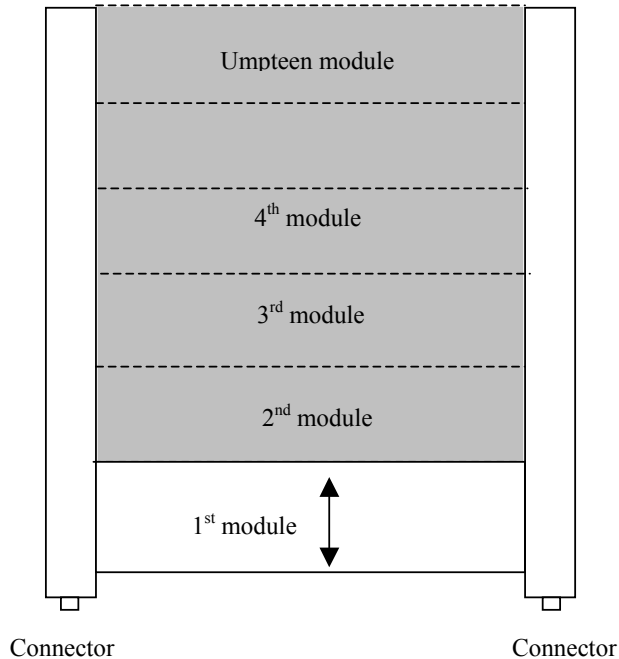 Umpteen module
4th module
3rd module
2nd module
1st module
Connector Connector